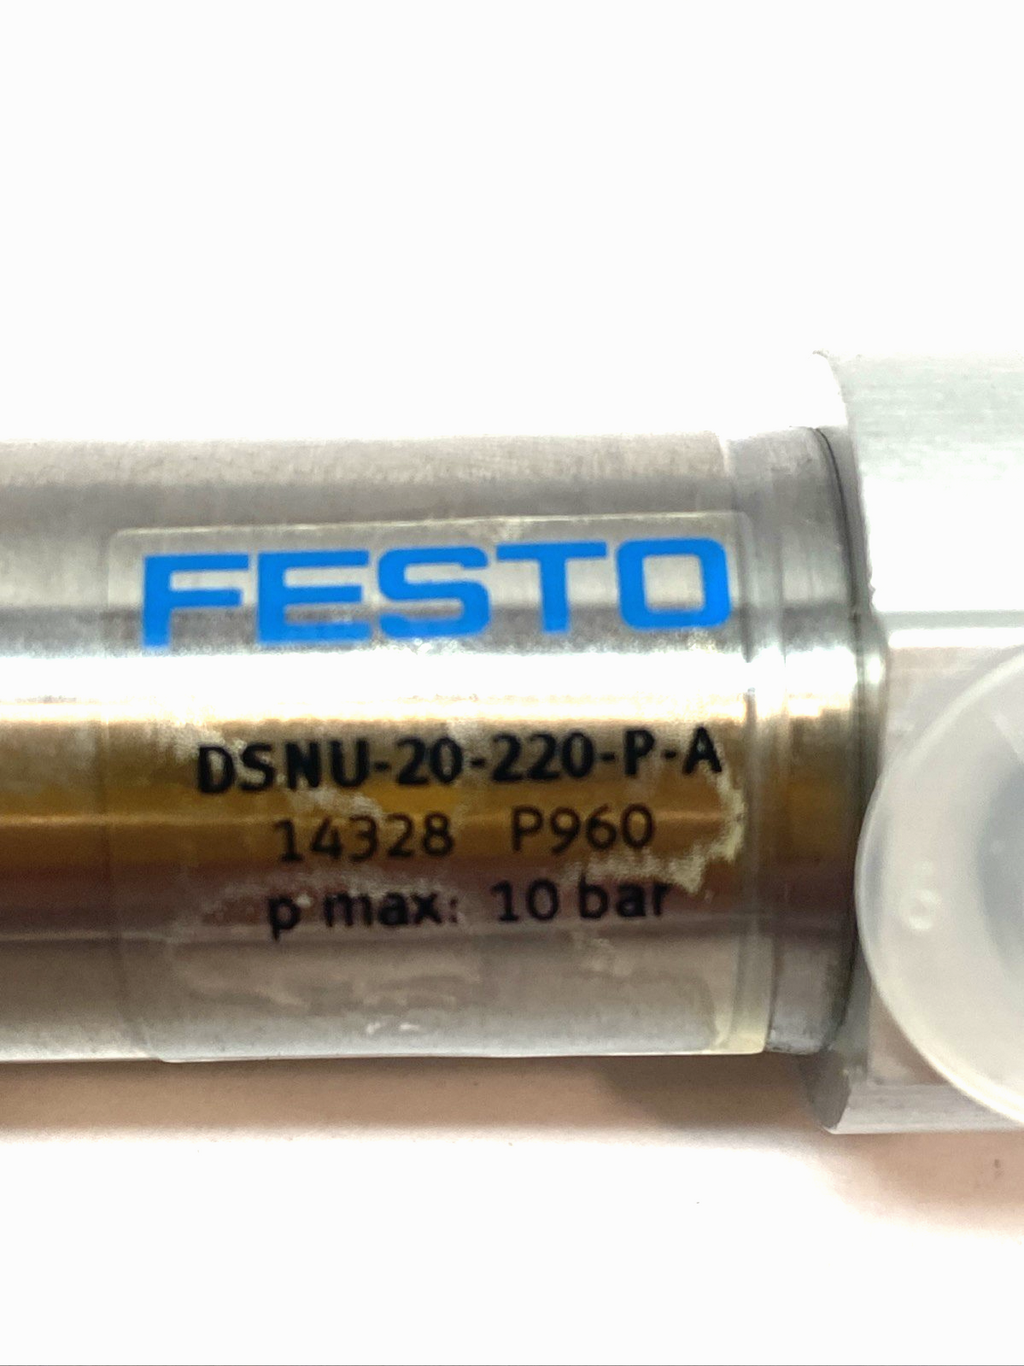 FESTO
DSNU-20-220-P-A
14328 P960
p max: 10 bar